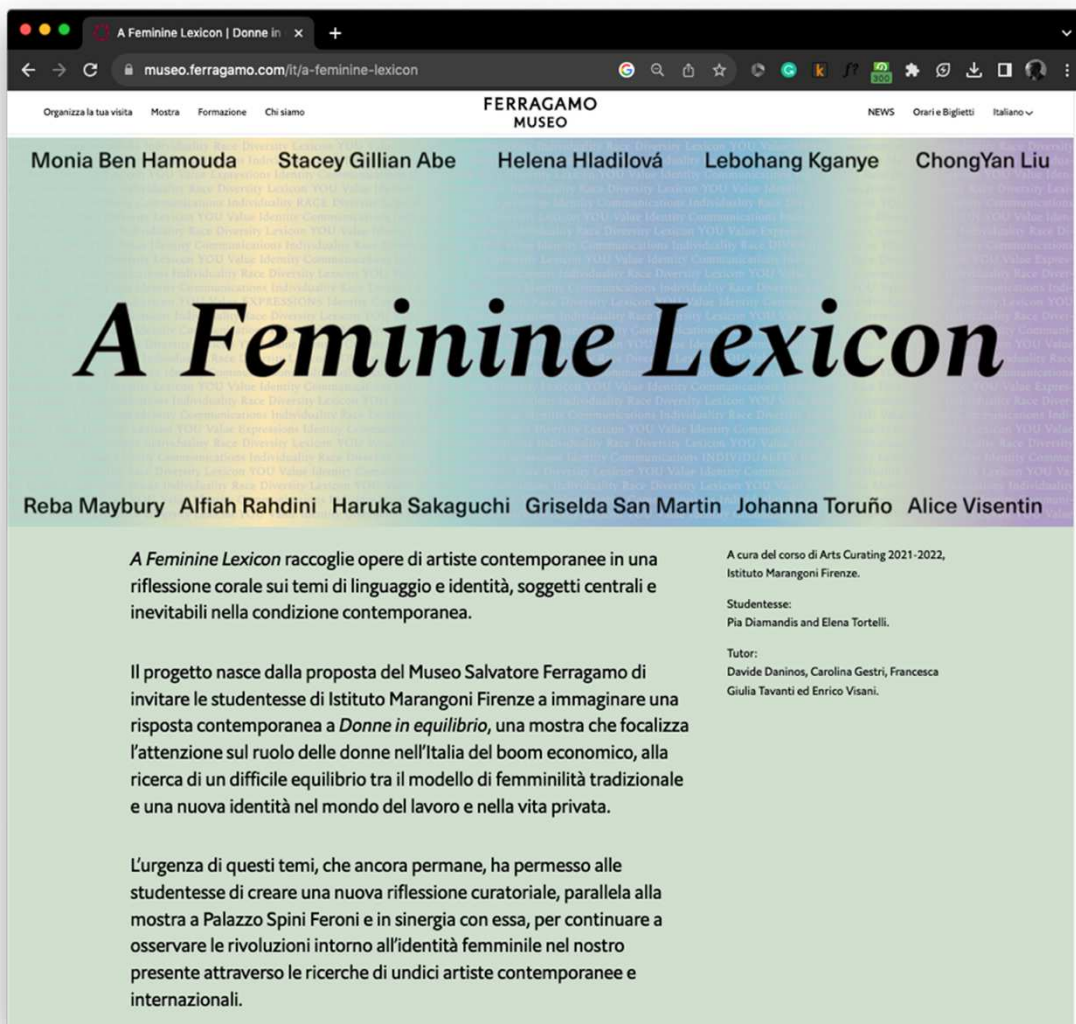 A Feminine Lexicon | Donne in
museo.ferragamo.com/it/a-feminine-lexicon
300
Organizza la tua visita Mostra Formazione Chi siamo
FERRAGAMO
MUSEO
NEWS Orari e Biglietti Italiano
Monia Ben Hamouda Stacey Gillian Abe Helena Hladilová Lebohang Kganye ChongYan Liu
A Feminine Lexicon
Reba Maybury Alfiah Rahdini Haruka Sakaguchi Griselda San Martin Johanna Toruño Alice Visentin
A Feminine Lexicon raccoglie opere di artiste contemporanee in una
riflessione corale sui temi di linguaggio e identità, soggetti centrali e
inevitabili nella condizione contemporanea.
Il progetto nasce dalla proposta del Museo Salvatore Ferragamo di
invitare le studentesse di Istituto Marangoni Firenze a immaginare una
risposta contemporanea a Donne in equilibrio, una mostra che focalizza
l'attenzione sul ruolo delle donne nell'Italia del boom economico, alla
ricerca di un difficile equilibrio tra il modello di femminilità tradizionale
e una nuova identità nel mondo del lavoro e nella vita privata.
L'urgenza di questi temi, che ancora permane, ha permesso alle
studentesse di creare una nuova riflessione curatoriale, parallela alla
mostra a Palazzo Spini Feroni e in sinergia con essa, per continuare a
osservare le rivoluzioni intorno all'identità femminile nel nostro
presente attraverso le ricerche di undici artiste contemporanee e
internazionali.
A cura del corso di Arts Curating 2021-2022,
Istituto Marangoni Firenze.
Studentesse:
Pia Diamandis and Elena Tortelli.
Tutor:
Davide Daninos, Carolina Gestri, Francesca
Giulia Tavanti ed Enrico Visani.